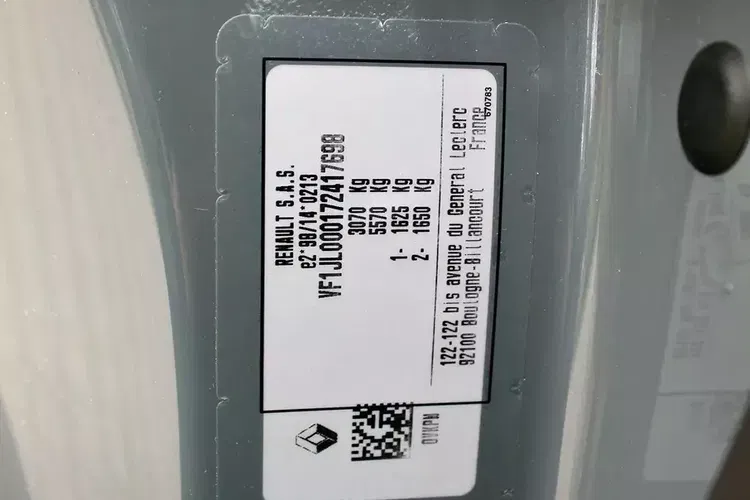 RENAULT S.A.S.
e2*98/14*0213
VF1JL000172417698
3070 Kg
5570 Kg
1- 1625 Kg
2- 1650 Kg
122-122 bis avenue du General Leclerc
92100 Boulogne-Billancourt France
670783
OVKPM